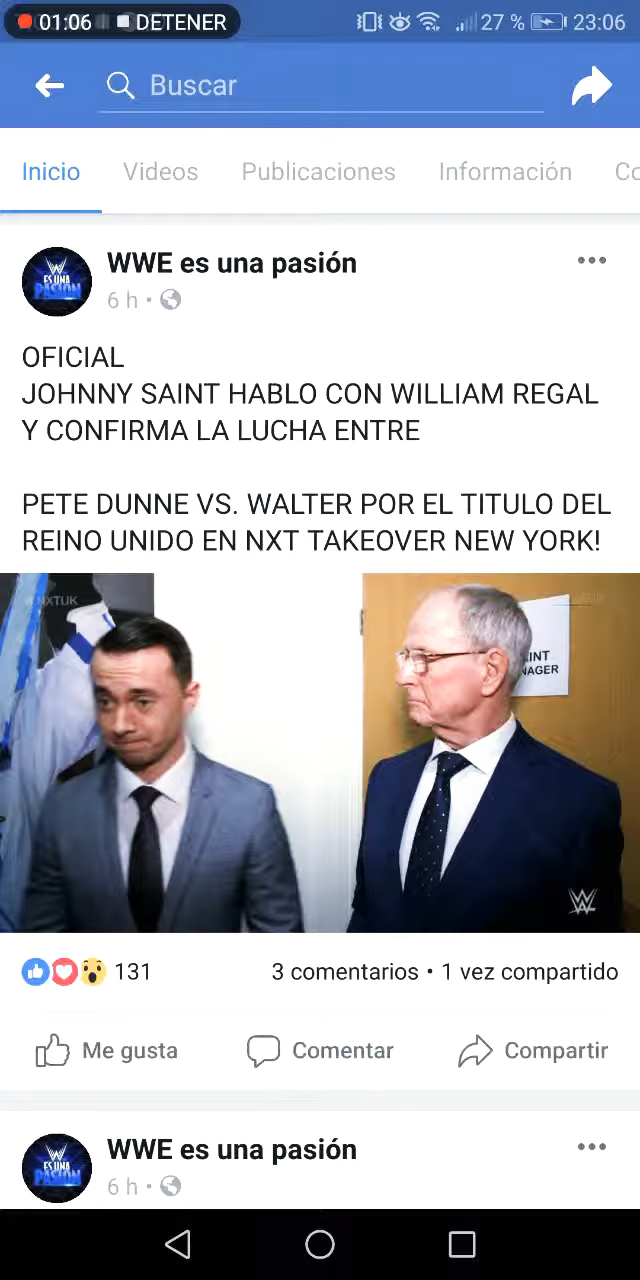 01:06 DETENER 27 % 23:06
Buscar
Inicio Videos Publicaciones Información Co
WWE es una pasión
6 h •
OFICIAL
JOHNNY SAINT HABLO CON WILLIAM REGAL
Y CONFIRMA LA LUCHA ENTRE
PETE DUNNE VS. WALTER POR EL TITULO DEL
REINO UNIDO EN NXT TAKEOVER NEW YORK!
NXTUK
AINT
NAGER
131 3 comentarios • 1 vez compartido
Me gusta Comentar Compartir
WWE es una pasión
6 h •